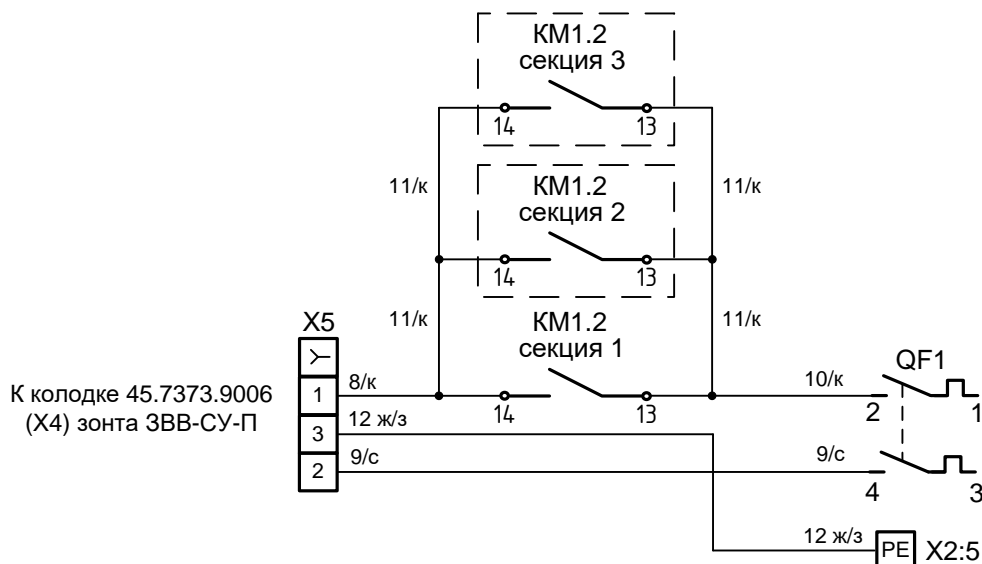 КМ1.2
секция 3
14
13
11/к
11/к
КМ1.2
секция 2
14
13
11/к
11/к
КМ1.2
секция 1
14
13
X5
1
3
2
8/к
12 ж/з
9/с
К колодке 45.7373.9006
(X4) зонта ЗВВ-СУ-П
10/к
QF1
2
1
9/с
4
3
12 ж/з
PE
X2:5